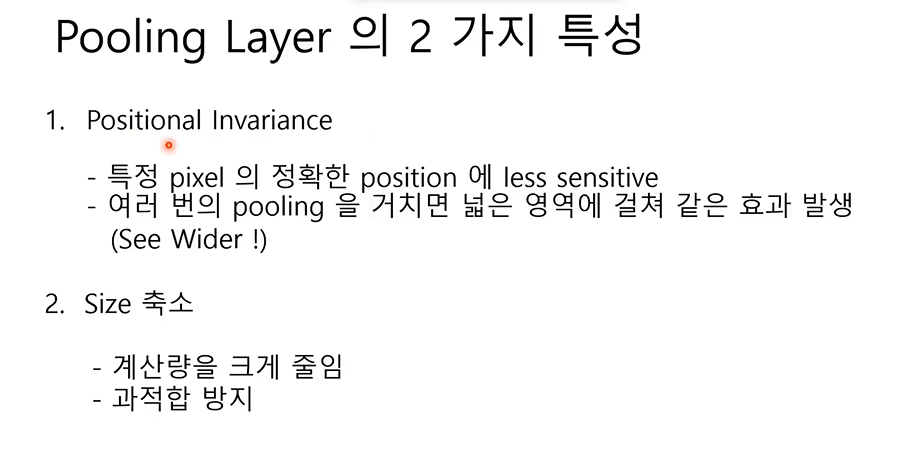 Pooling Layer 의 2 가지 특성
1. Positional Invariance
- 특정 pixel 의 정확한 position 에 less sensitive
- 여러 번의 pooling 을 거치면 넓은 영역에 걸쳐 같은 효과 발생
(See Wider !)
2. Size 축소
- 계산량을 크게 줄임
- 과적합 방지